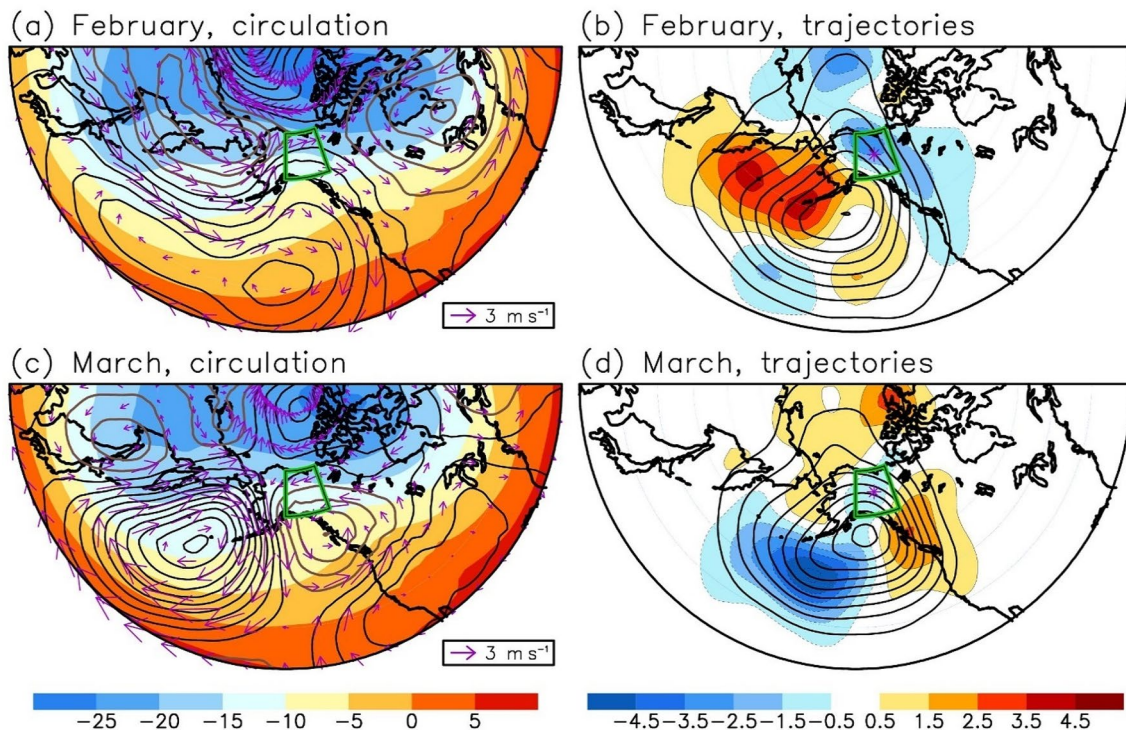 (a) February, circulation
(b) February, trajectories
3 m s⁻¹
(c) March, circulation
(d) March, trajectories
3 m s⁻¹
−25 −20 −15 −10 −5 0 5
−4.5 −3.5 −2.5 −1.5 −0.5 0.5 1.5 2.5 3.5 4.5